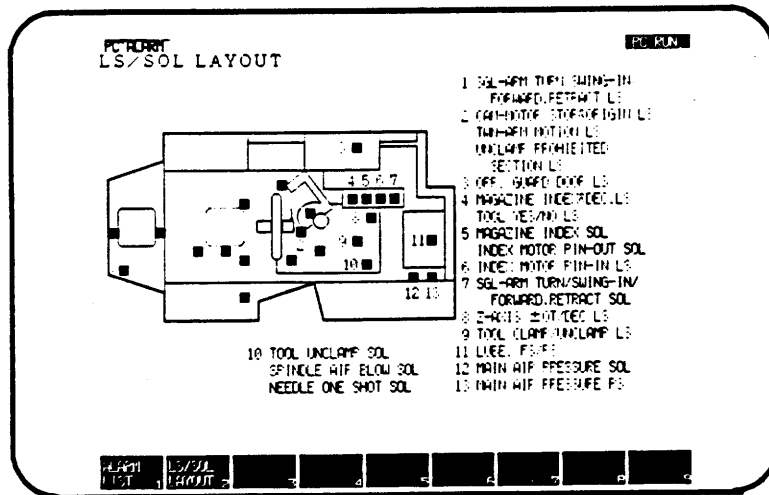 PC ALARM
PC RUN
LS/SOL LAYOUT
1 SGL-ARM TURN.SWING-IN
FORWARD.RETRACT LS
2 CAM-MOTOR STOP&ORIGIN LS
TWN-ARM MOTION LS
UNCLAMP PROHIBITED
SECTION LS
3 OPE. GUARD DOOR LS
4 MAGAZINE INDEX&DEC.LS
TOOL YES/NO LS
5 MAGAZINE INDEX SOL
INDEX MOTOR PIN-OUT SOL
6 INDEX MOTOR PIN-IN LS
7 SGL-ARM TURN/SWING-IN/
FORWARD.RETRACT SOL
8 Z-AXIS ±OT/DEC LS
9 TOOL CLAMP/UNCLAMP LS
11 LUBE. PS/FS
12 MAIN AIR PRESSURE SOL
13 MAIN AIR PRESSURE PS
10 TOOL UNCLAMP SOL
SPINDLE AIR BLOW SOL
NEEDLE ONE SHOT SOL
3
4 5 6 7
8
9
10
11
12 13
ALARM LIST 1
LS/SOL LAYOUT 2
3
4
5
6
7
8
9